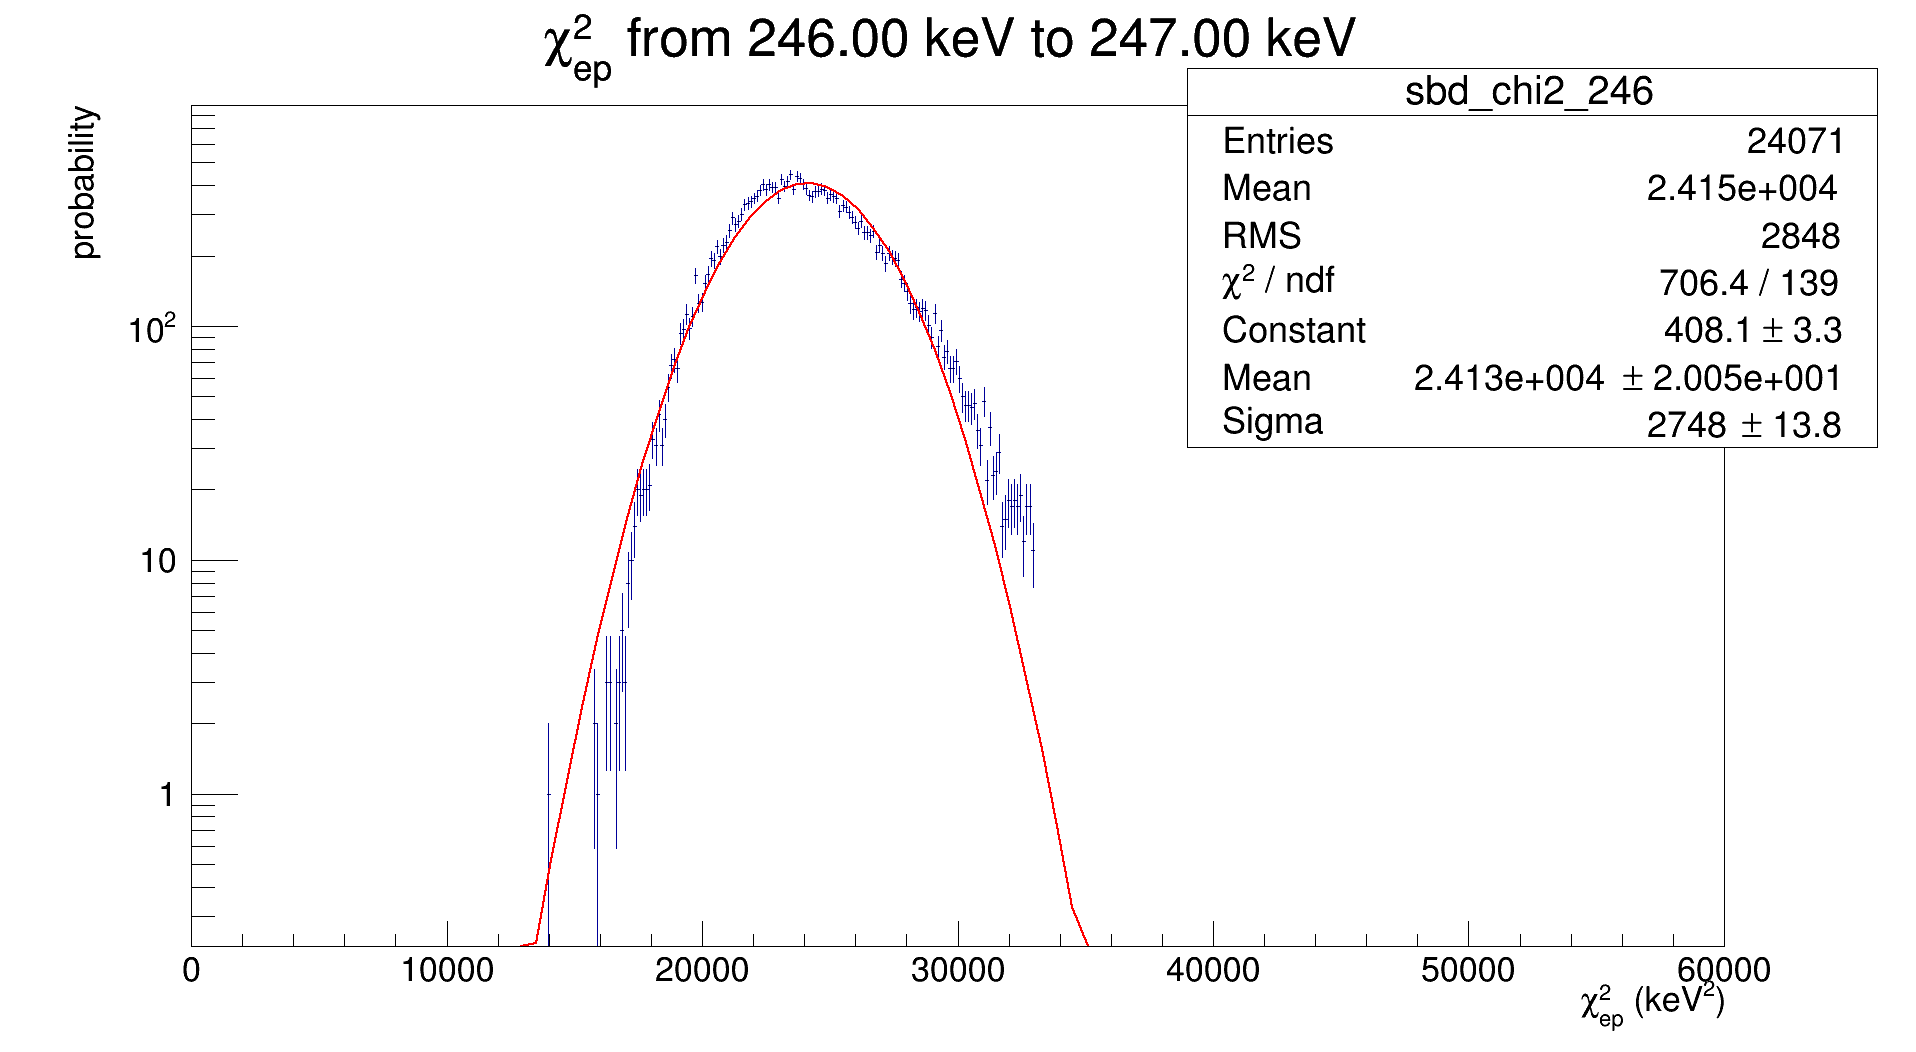 χ²ep from 246.00 keV to 247.00 keV
sbd_chi2_246
Entries 24071
Mean 2.415e+004
RMS 2848
χ² / ndf 706.4 / 139
Constant 408.1 ± 3.3
Mean 2.413e+004 ± 2.005e+001
Sigma 2748 ± 13.8
probability
10²
10
1
0 10000 20000 30000 40000 50000 60000
χ²ep (keV²)